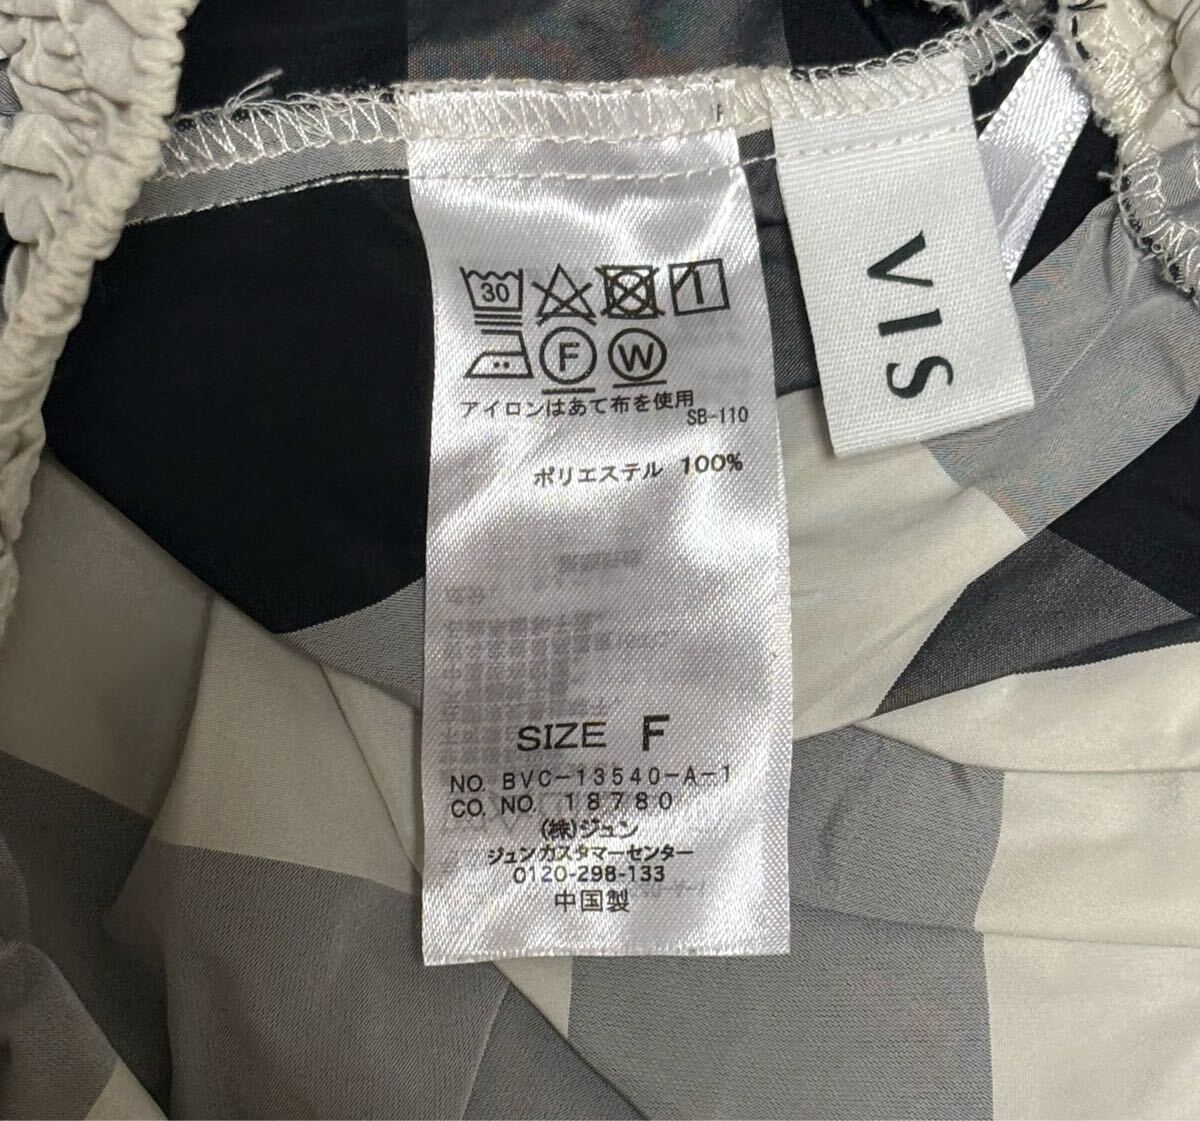 30
F W
アイロンはあて布を使用
SB-110
ポリエステル 100%
SIZE F
NO. BVC-13540-A-1
CO. NO. 18780
(株)ジュン
ジュンカスタマーセンター
0120-298-133
中国製
VIS